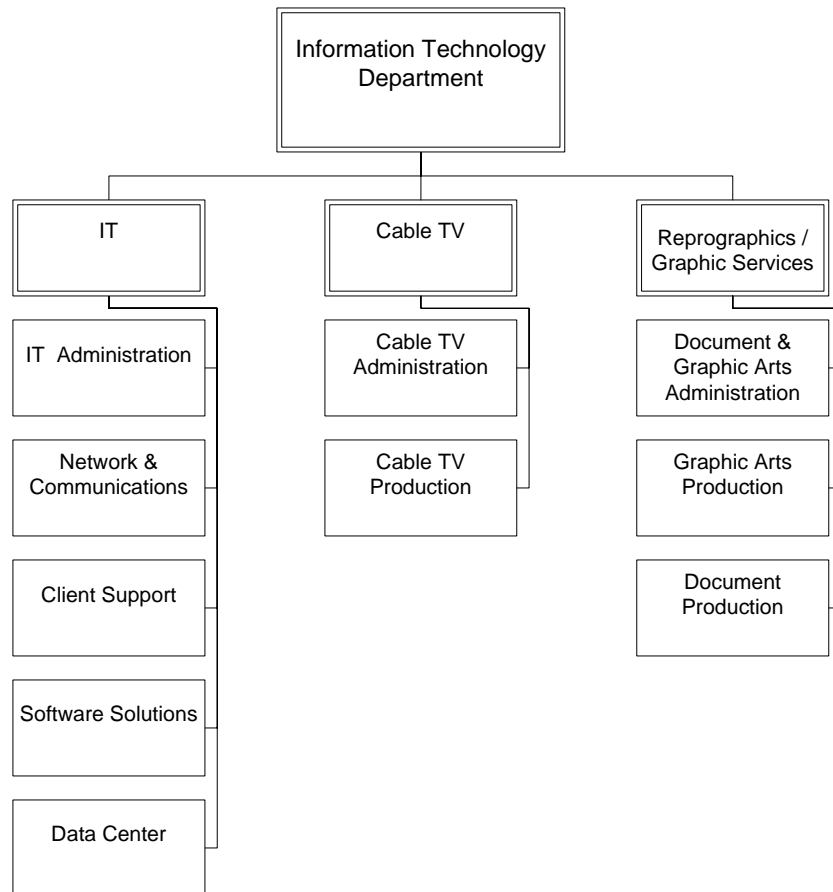 Information Technology
Department
IT
Cable TV
Reprographics /
Graphic Services
IT Administration
Network &
Communications
Client Support
Software Solutions
Data Center
Cable TV
Administration
Cable TV
Production
Document &
Graphic Arts
Administration
Graphic Arts
Production
Document
Production